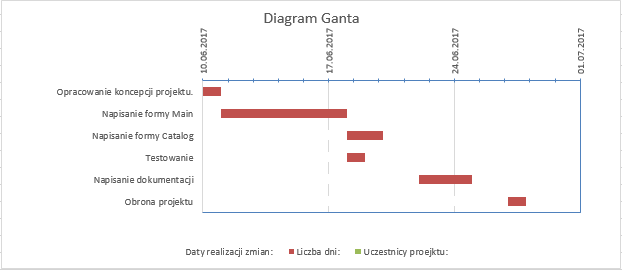 Diagram Ganta
10.06.2017
17.06.2017
24.06.2017
01.07.2017
Opracowanie koncepcji projektu.
Napisanie formy Main
Napisanie formy Catalog
Testowanie
Napisanie dokumentacji
Obrona projektu
Daty realizacji zmian: Liczba dni: Uczestnicy proejktu: